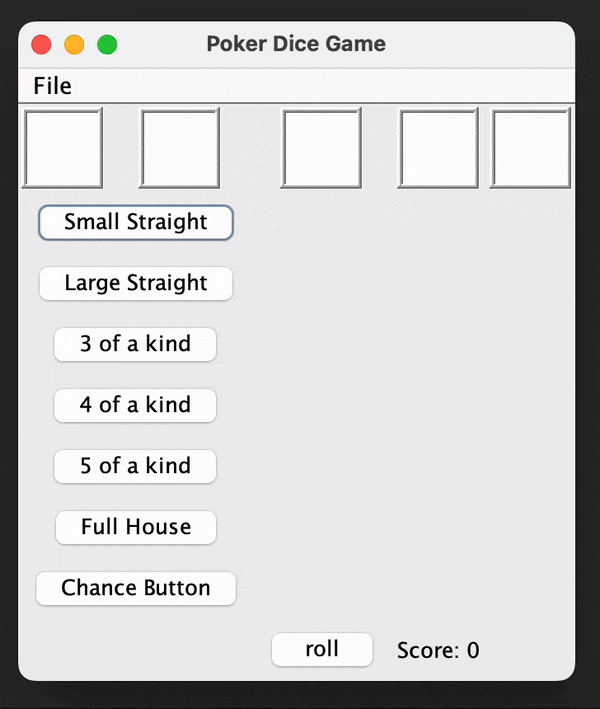 Poker Dice Game
File
Small Straight
Large Straight
3 of a kind
4 of a kind
5 of a kind
Full House
Chance Button
roll Score: 0